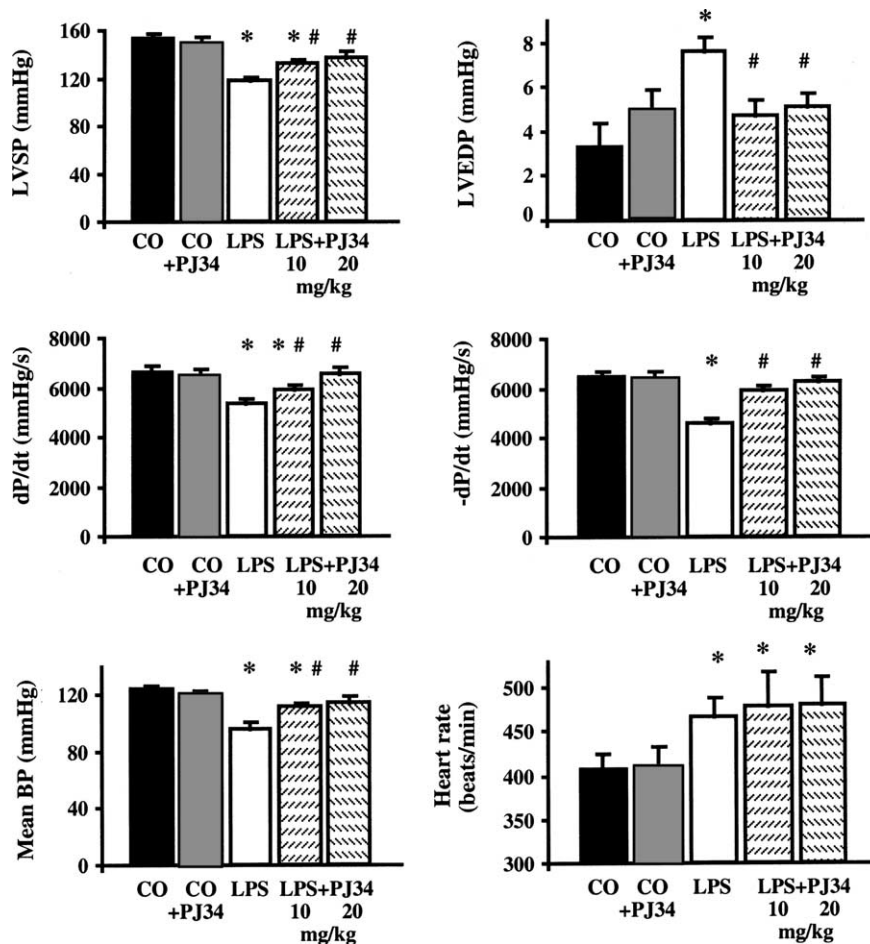 LVSP (mmHg)
160
120
80
40
0
* * # #
CO CO LPS LPS+PJ34
+PJ34 10 20
mg/kg
LVEDP (mmHg)
8
6
4
2
0
* # #
CO CO LPS LPS+PJ34
+PJ34 10 20
mg/kg
dP/dt (mmHg/s)
8000
6000
4000
2000
0
* * # #
CO CO LPS LPS+PJ34
+PJ34 10 20
mg/kg
-dP/dt (mmHg/s)
8000
6000
4000
2000
0
* # #
CO CO LPS LPS+PJ34
+PJ34 10 20
mg/kg
Mean BP (mmHg)
120
80
40
0
* * # #
CO CO LPS LPS+PJ34
+PJ34 10 20
mg/kg
Heart rate
(beats/min)
500
450
400
350
300
* * *
CO CO LPS LPS+PJ34
+PJ34 10 20
mg/kg